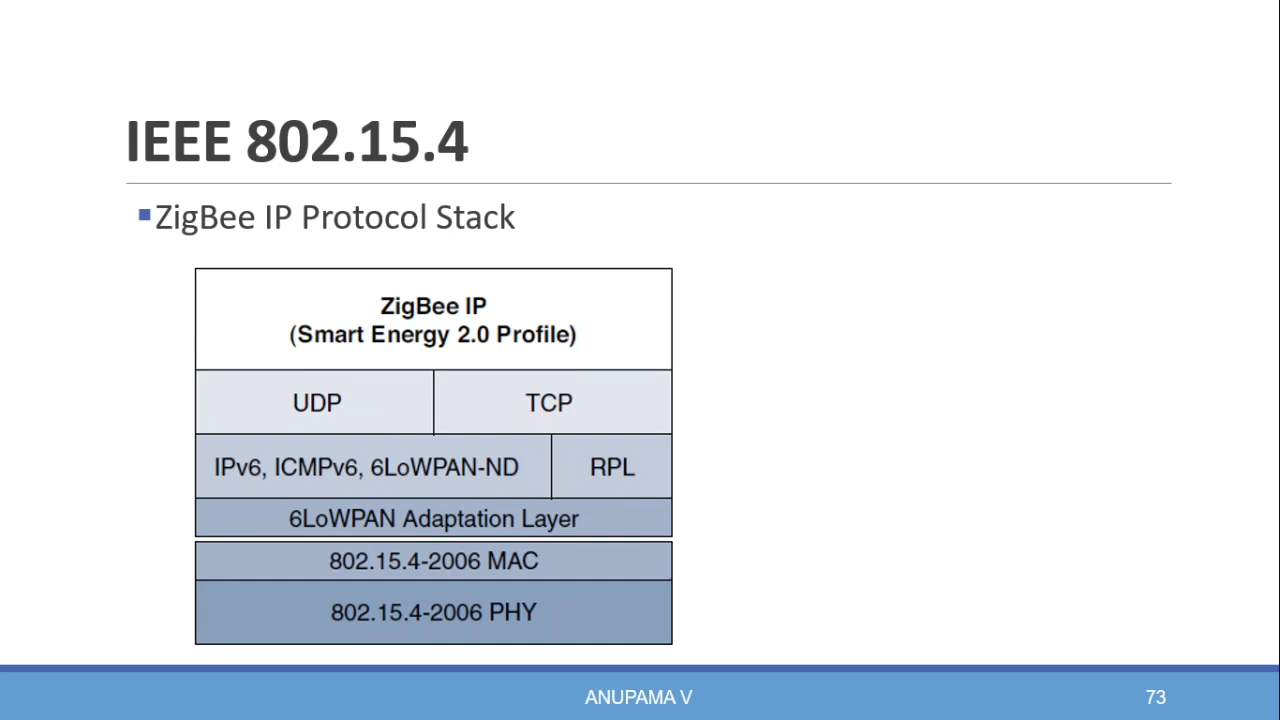 IEEE 802.15.4
ZigBee IP Protocol Stack
ZigBee IP
(Smart Energy 2.0 Profile)
UDP
TCP
IPv6, ICMPv6, 6LoWPAN-ND
RPL
6LoWPAN Adaptation Layer
802.15.4-2006 MAC
802.15.4-2006 PHY
ANUPAMA V
73